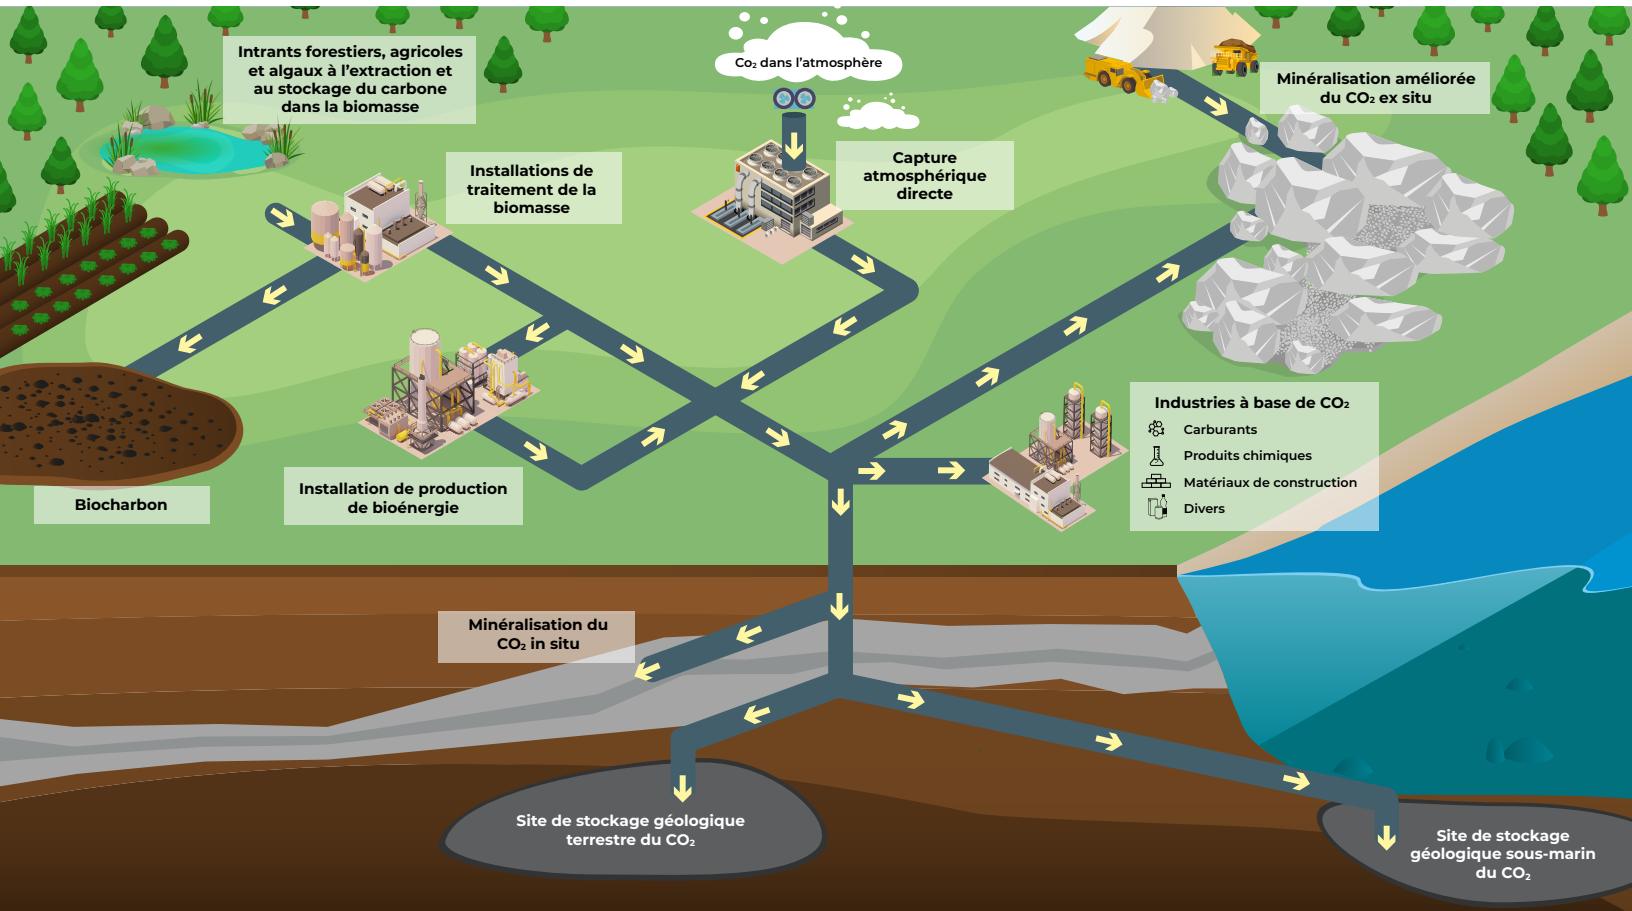 Intrants forestiers, agricoles
et algaux à l’extraction et
au stockage du carbone
dans la biomasse
Co₂ dans l’atmosphère
Minéralisation améliorée
du CO₂ ex situ
Installations de
traitement de la
biomasse
Capture
atmosphérique
directe
Industries à base de CO₂
Carburants
Produits chimiques
Matériaux de construction
Divers
Biocharbon
Installation de production
de bioénergie
Minéralisation du
CO₂ in situ
Site de stockage géologique
terrestre du CO₂
Site de stockage
géologique sous-marin
du CO₂